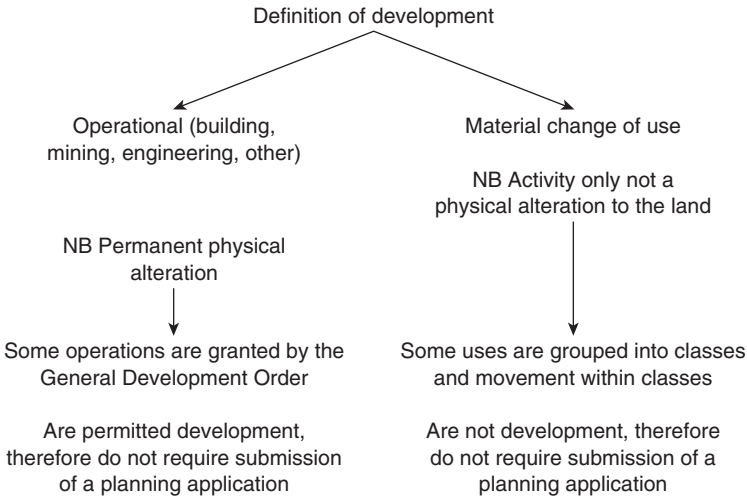 Definition of development
Operational (building,
mining, engineering, other)
NB Permanent physical
alteration
Some operations are granted by the
General Development Order
Are permitted development,
therefore do not require submission
of a planning application
Material change of use
NB Activity only not a
physical alteration to the land
Some uses are grouped into classes
and movement within classes
Are not development, therefore
do not require submission of a
planning application